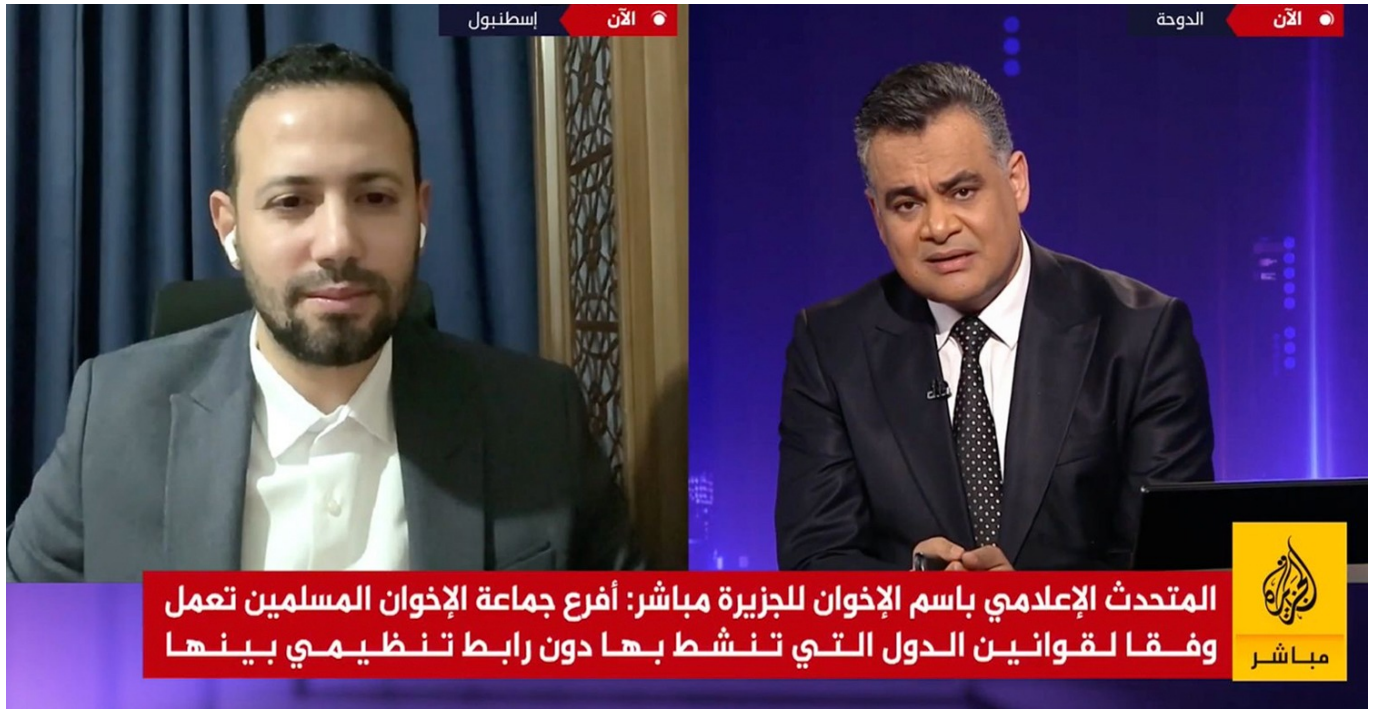 الآن
إسطنبول
الآن
الدوحة
المتحدث الإعلامي باسم الإخوان للجزيرة مباشر: أفرع جماعة الإخوان المسلمين تعمل
وفقا لقوانين الدول التي تنشط بها دون رابط تنظيمي بينها
الجزيرة
مباشر